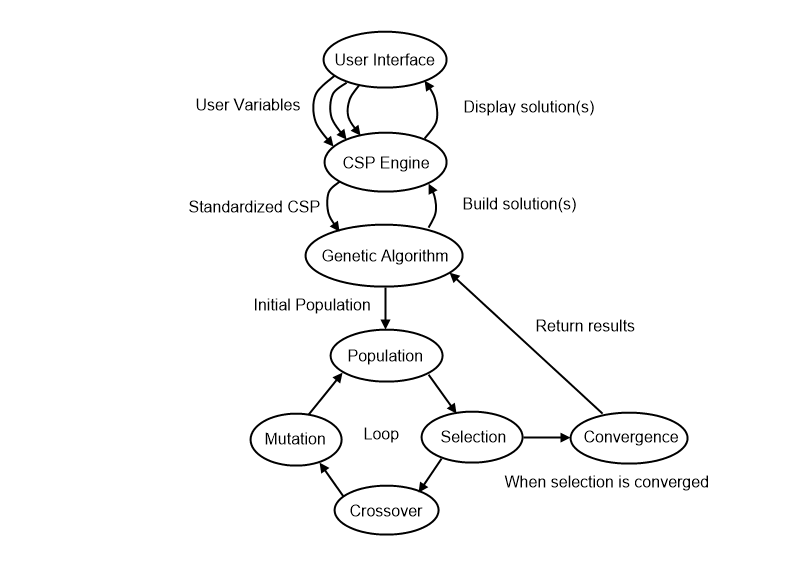 User Interface
User Variables
Display solution(s)
CSP Engine
Standardized CSP
Build solution(s)
Genetic Algorithm
Initial Population
Return results
Population
Mutation
Loop
Selection
Convergence
When selection is converged
Crossover